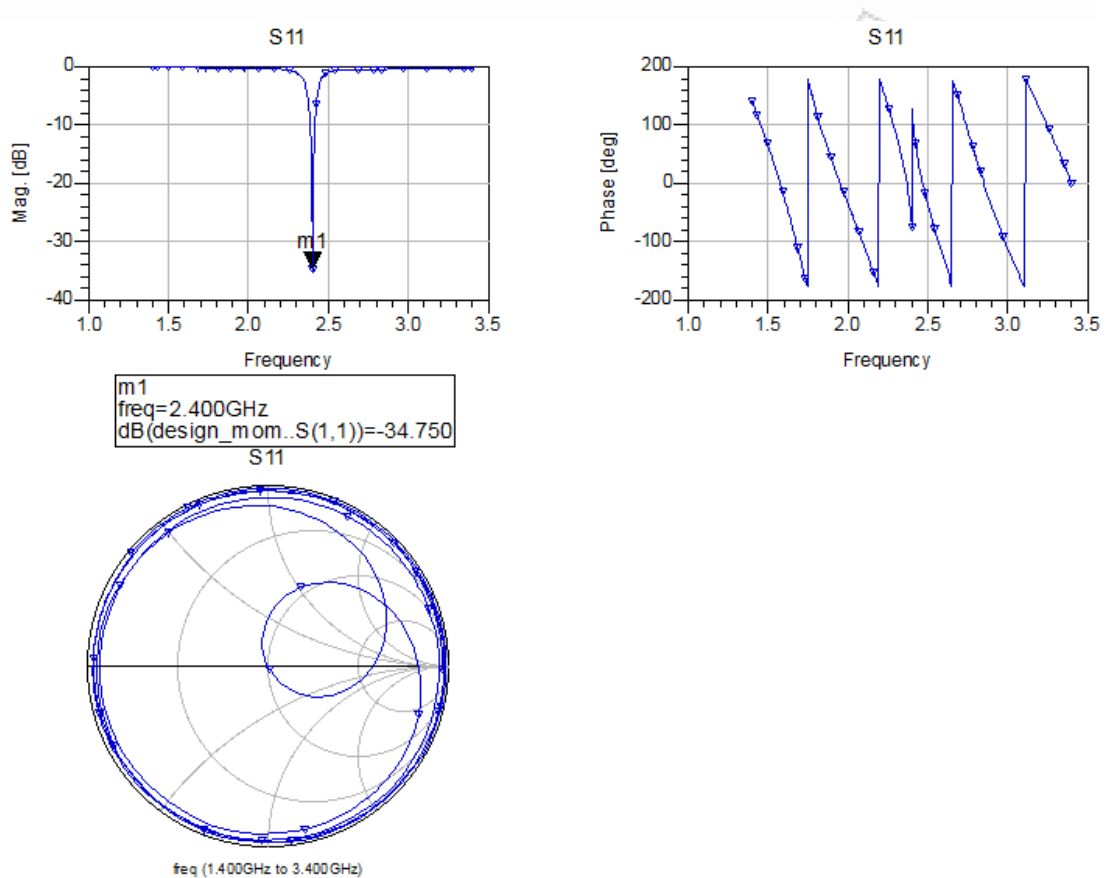 S11
0
-10
-20
-30
-40
Mag. [dB]
m1
1.0 1.5 2.0 2.5 3.0 3.5
Frequency
S11
200
100
0
-100
-200
Phase [deg]
1.0 1.5 2.0 2.5 3.0 3.5
Frequency
m1
freq=2.400GHz
dB(design_mom..S(1,1))=-34.750
S11
freq (1.400GHz to 3.400GHz)